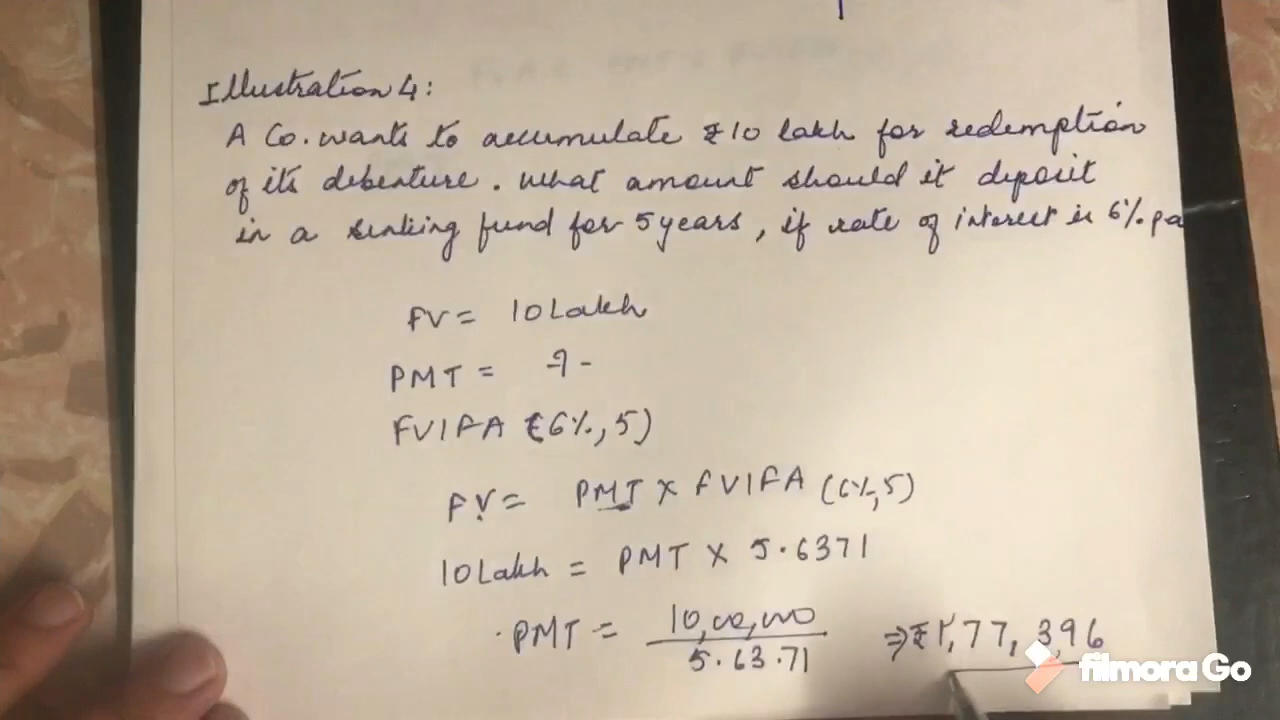 Illustration 4:
A Co. wants to accumulate ₹10 lakh for redemption
of its debenture. What amount should it deposit
in a sinking fund for 5 years, if rate of interest is 6% pa
FV = 10 Lakh
PMT = ?
FVIFA (6%, 5)
FV = PMT × FVIFA (6%, 5)
10 Lakh = PMT × 5.6371
PMT = 10,00,000 / 5.63.71 ⇒ ₹1,77,396
filmora Go